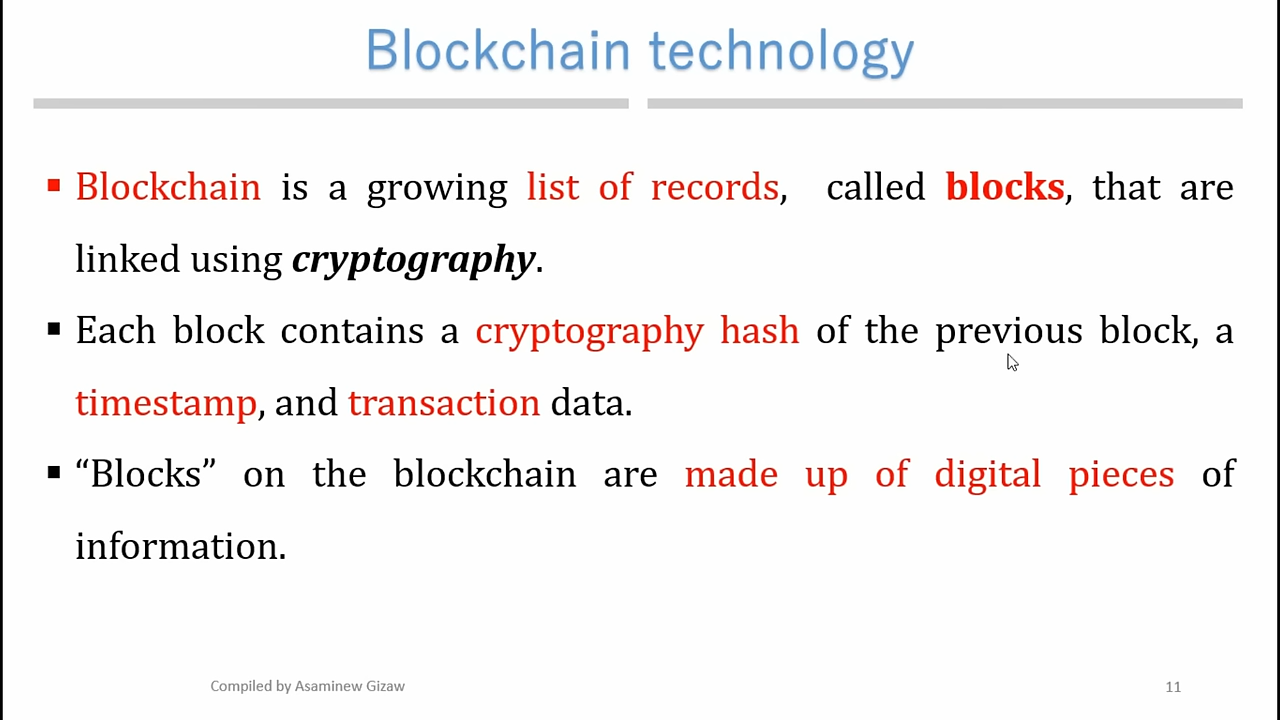 Blockchain technology
▪ Blockchain is a growing list of records, called blocks, that are
linked using cryptography.
▪ Each block contains a cryptography hash of the previous block, a
timestamp, and transaction data.
▪ “Blocks” on the blockchain are made up of digital pieces of
information.
Compiled by Asaminew Gizaw
11